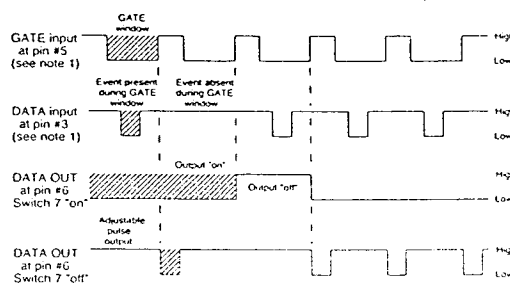 GATE
window
GATE input
at pin #5
(see note 1)
High
Low
Event present
during GATE
window
Event absent
during GATE
window
DATA input
at pin #3
(see note 1)
High
Low
Output "on"
DATA OUT
at pin #6
Switch 7 "on"
Output "off"
High
Low
Adjustable
pulse
output
DATA OUT
at pin #6
Switch 7 "off"
High
Low